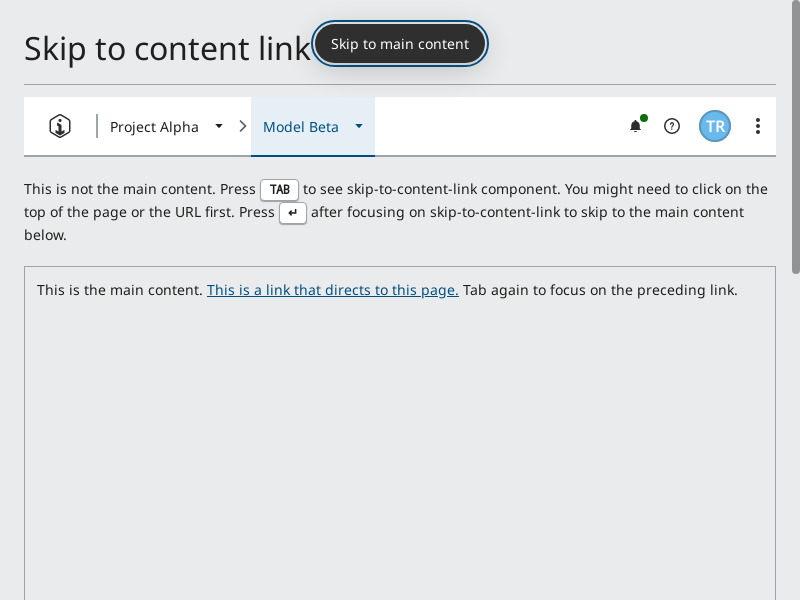 Skip to content link
Skip to main content
Project Alpha
Model Beta
TR
This is not the main content. Press TAB to see skip-to-content-link component. You might need to click on the
top of the page or the URL first. Press ↵ after focusing on skip-to-content-link to skip to the main content
below.
This is the main content. This is a link that directs to this page. Tab again to focus on the preceding link.